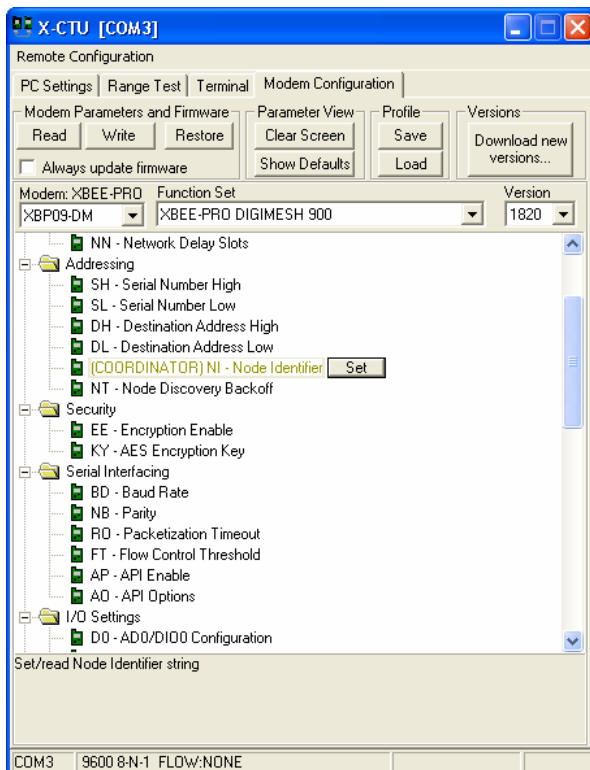 X-CTU [COM3]
Remote Configuration
PC Settings Range Test Terminal Modem Configuration
Modem Parameters and Firmware Parameter View Profile Versions
Read Write Restore Clear Screen Save Download new versions...
Always update firmware Show Defaults Load
Modem: XBEE-PRO Function Set Version
XBP09-DM XBEE-PRO DIGIMESH 900 1820
NN - Network Delay Slots
Addressing
SH - Serial Number High
SL - Serial Number Low
DH - Destination Address High
DL - Destination Address Low
(COORDINATOR) NI - Node Identifier Set
NT - Node Discovery Backoff
Security
EE - Encryption Enable
KY - AES Encryption Key
Serial Interfacing
BD - Baud Rate
NB - Parity
RO - Packetization Timeout
FT - Flow Control Threshold
AP - API Enable
AO - API Options
I/O Settings
D0 - AD0/DIO0 Configuration
Set/read Node Identifier string
COM3 9600 8-N-1 FLOW:NONE